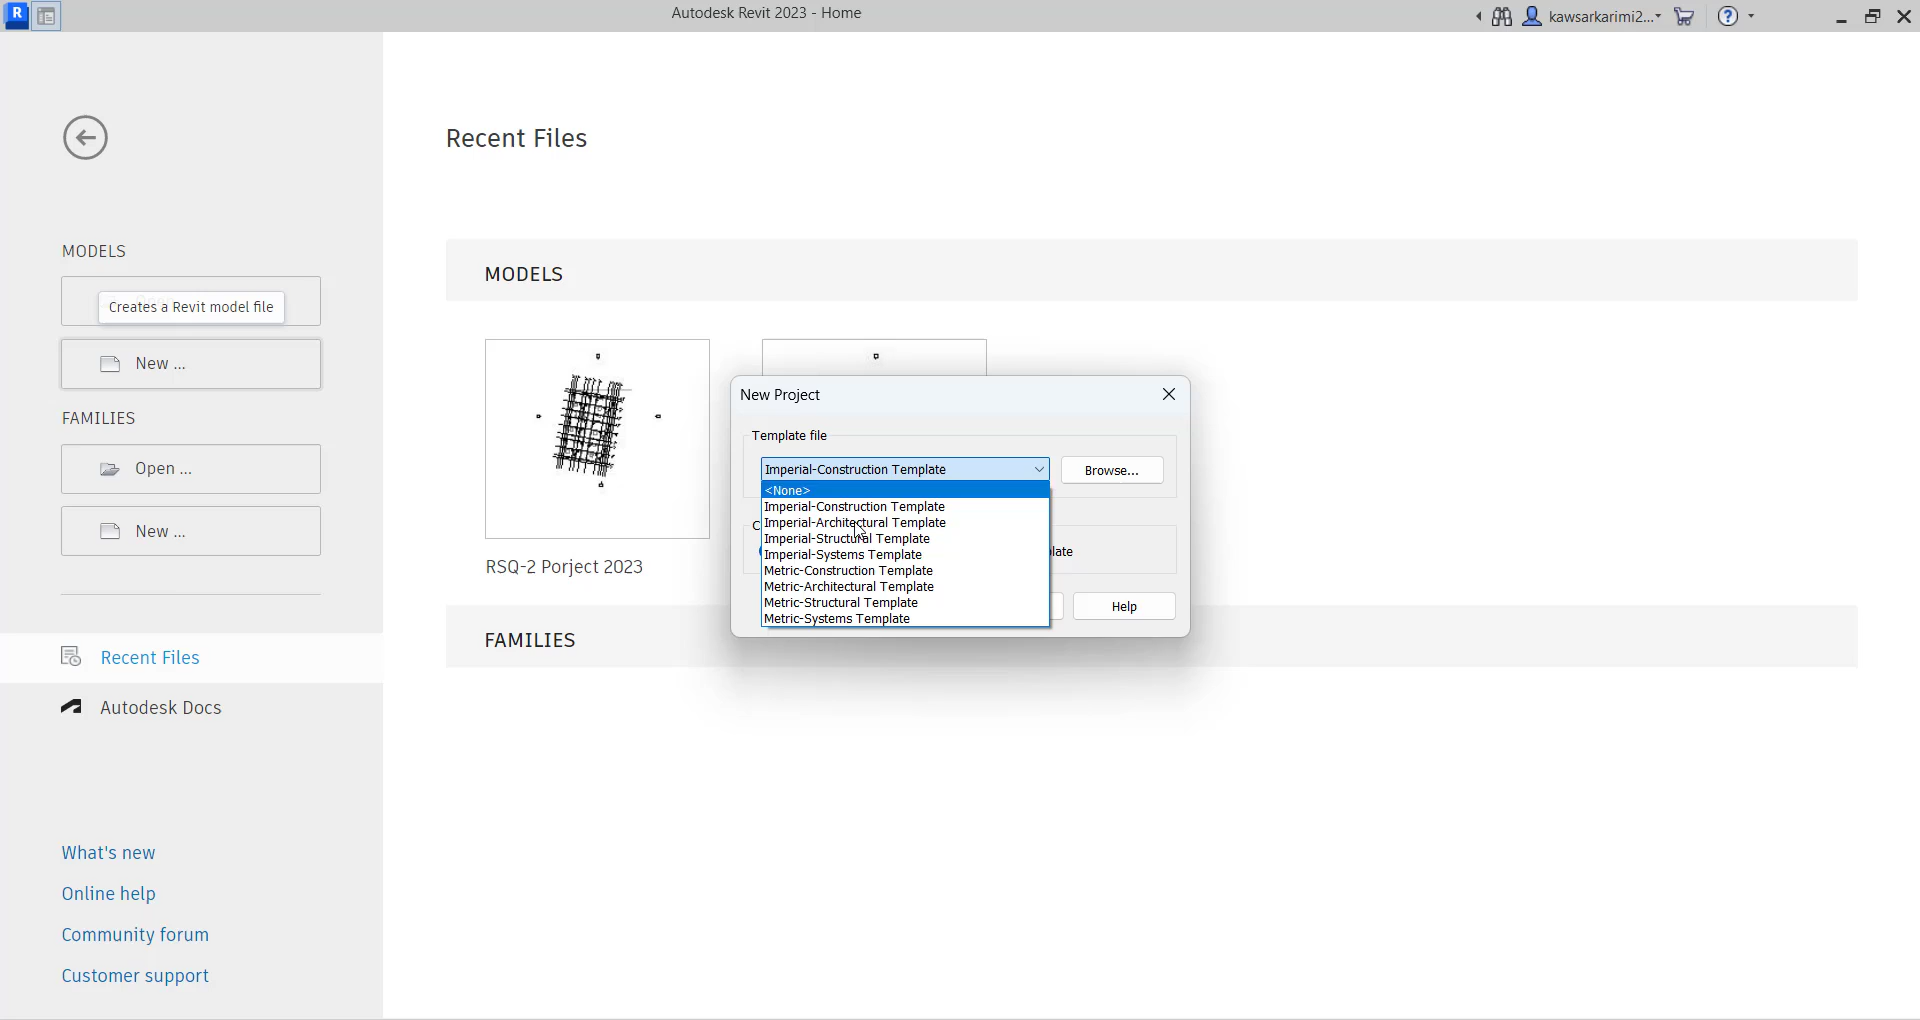 R
Autodesk Revit 2023 - Home
kawsarkarimi2...
?
Recent Files
MODELS
Creates a Revit model file
New ...
FAMILIES
Open ...
New ...
Recent Files
Autodesk Docs
What's new
Online help
Community forum
Customer support
MODELS
RSQ-2 Porject 2023
FAMILIES
New Project
Template file
Imperial-Construction Template
Browse...
<None>
Imperial-Construction Template
Imperial-Architectural Template
Imperial-Structural Template
Imperial-Systems Template
Metric-Construction Template
Metric-Architectural Template
Metric-Structural Template
Metric-Systems Template
C
late
Help